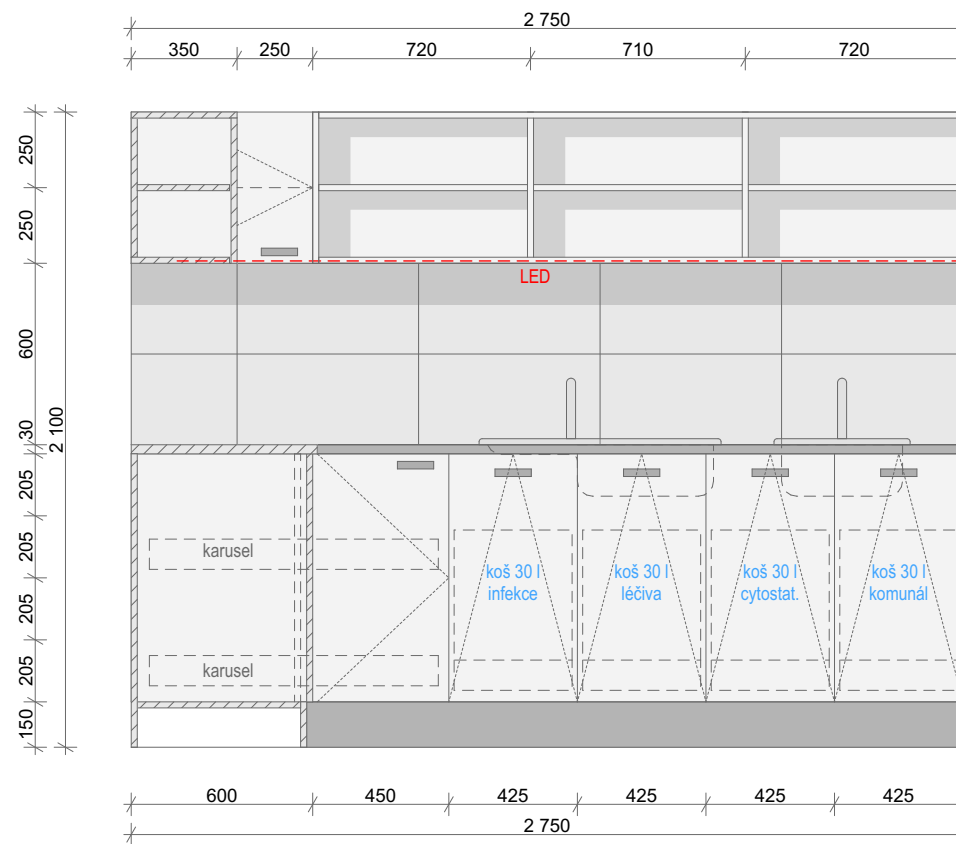 2 750
350 250 720 710 720
250
250
600
30
2 100
205
205
205
205
150
LED
karusel
karusel
koš 30 l
infekce
koš 30 l
léčiva
koš 30 l
cytostat.
koš 30 l
komunál
600 450 425 425 425 425
2 750